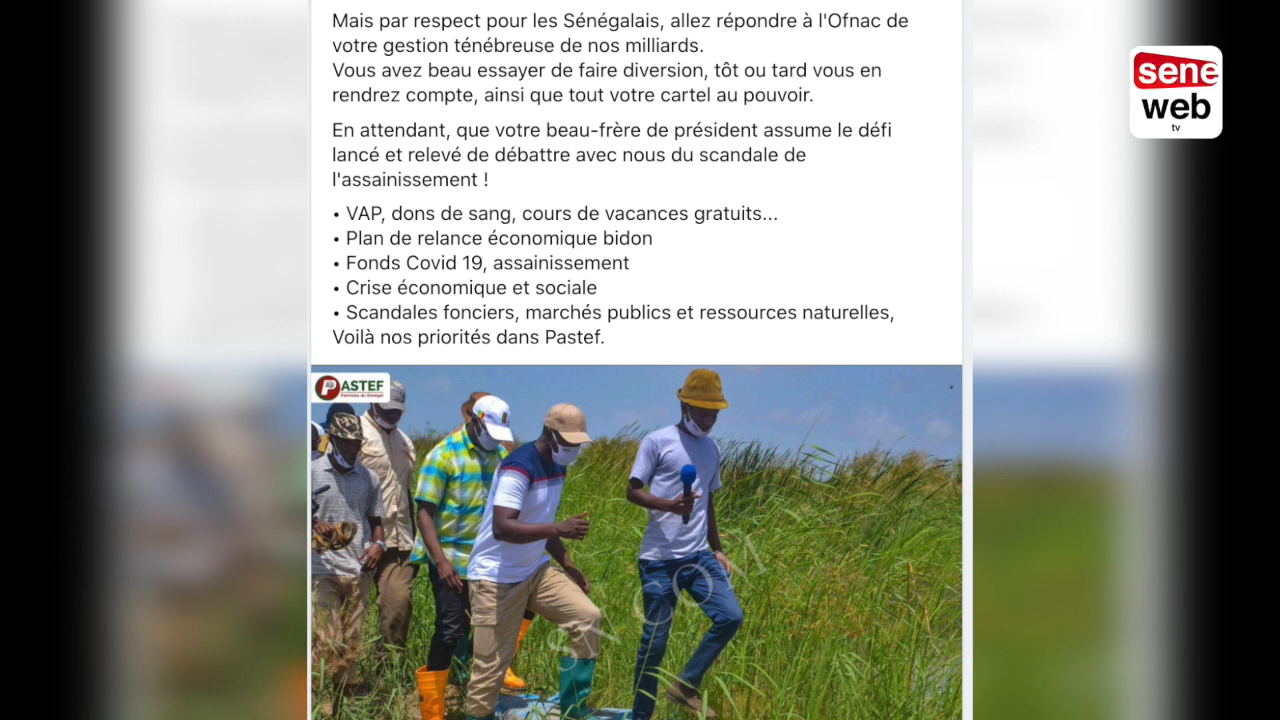 Mais par respect pour les Sénégalais, allez répondre à l'Ofnac de
votre gestion ténébreuse de nos milliards.
Vous avez beau essayer de faire diversion, tôt ou tard vous en
rendrez compte, ainsi que tout votre cartel au pouvoir.
En attendant, que votre beau-frère de président assume le défi
lancé et relevé de débattre avec nous du scandale de
l'assainissement !
• VAP, dons de sang, cours de vacances gratuits...
• Plan de relance économique bidon
• Fonds Covid 19, assainissement
• Crise économique et sociale
• Scandales fonciers, marchés publics et ressources naturelles,
Voilà nos priorités dans Pastef.
sene
web
tv
PASTEF
SN COM